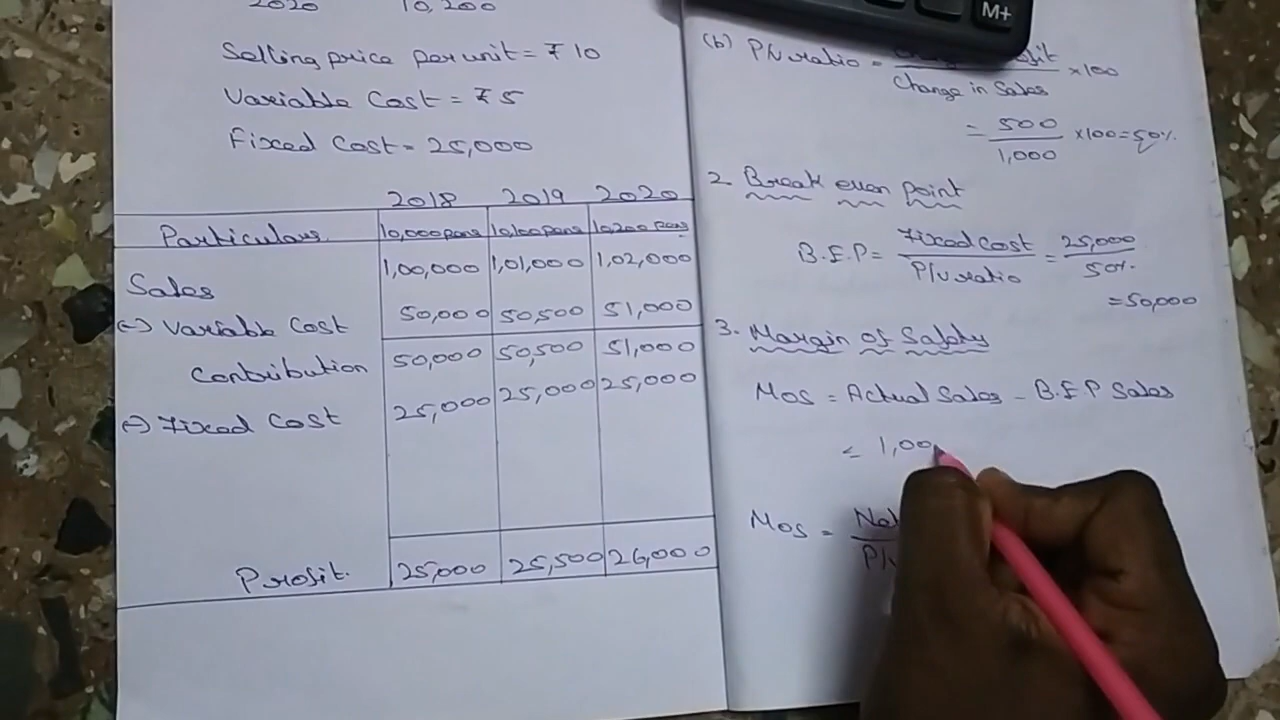 2020 10,200
Selling price per unit = ₹10
Variable Cost = ₹5
Fixed Cost = 25,000
2018 2019 2020
Particulars 10,000 pens 10,100 pens 10,200 pens
Sales 1,00,000 1,01,000 1,02,000
(-) Variable Cost 50,000 50,500 51,000
Contribution 50,000 50,500 51,000
(-) Fixed Cost 25,000 25,000 25,000
Profit. 25,000 25,500 26,000
M+
(b) P/V ratio = ×100
Change in Sales
= 500 ×100 = 50%
1,000
2. Break even point
B.E.P = Fixed Cost = 25,000
P/V ratio 50%.
= 50,000
3. Margin of Safety
MOS = Actual Sales - B.E.P Sales
= 1,00
MOS =